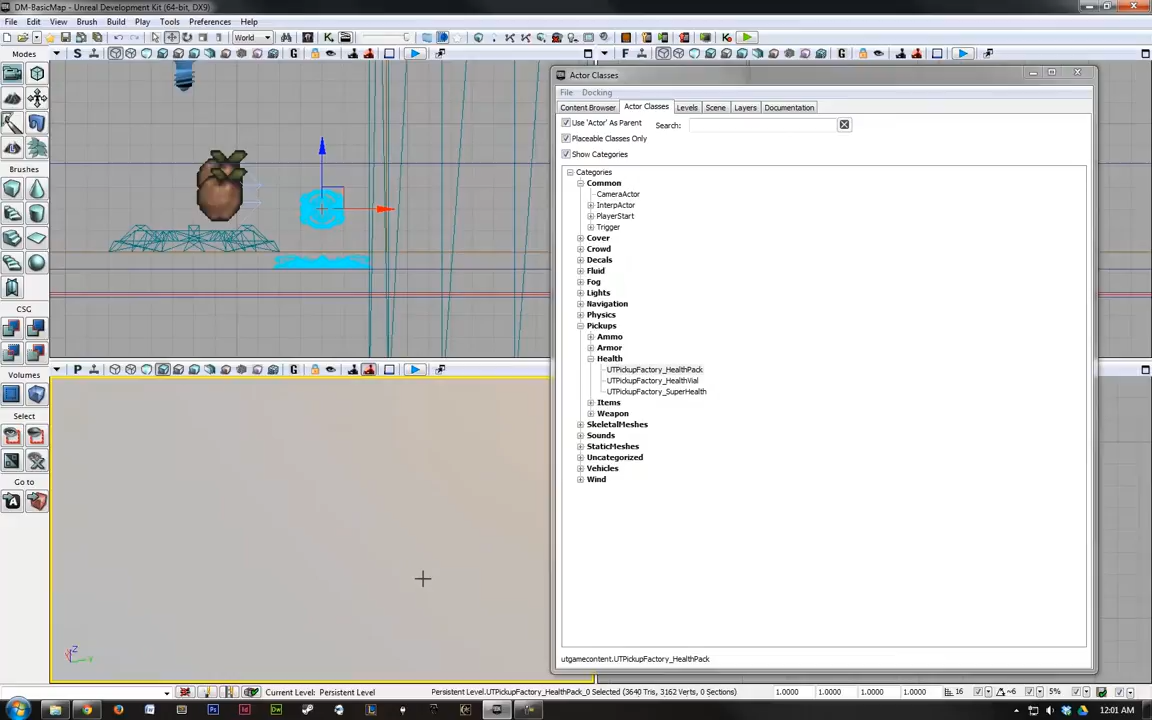 DM-BasicMap - Unreal Development Kit (64-bit, DX9)
File Edit View Brush Build Play Tools Preferences Help
World
Modes
S
G
F
G
Actor Classes
File Docking
Content Browser Actor Classes Levels Scene Layers Documentation
Use 'Actor' As Parent Search:
Placeable Classes Only
Show Categories
Brushes
Categories
Common
CameraActor
InterpActor
PlayerStart
Trigger
Cover
Crowd
Decals
Fluid
Fog
Lights
Navigation
Physics
Pickups
Ammo
Armor
Health
UTPickupFactory_HealthPack
UTPickupFactory_HealthVial
UTPickupFactory_SuperHealth
Items
Weapon
SkeletalMeshes
Sounds
StaticMeshes
Uncategorized
Vehicles
Wind
CSG
P
G
Volumes
Select
Go to
Z
Y
utgamecontent.UTPickupFactory_HealthPack
Current Level: Persistent Level Persistent Level.UTPickupFactory_HealthPack_0 Selected (3640 Tris, 3162 Verts, 0 Sections) 1.0000 1.0000 1.0000 1.0000 16 ~6 5%
12:01 AM